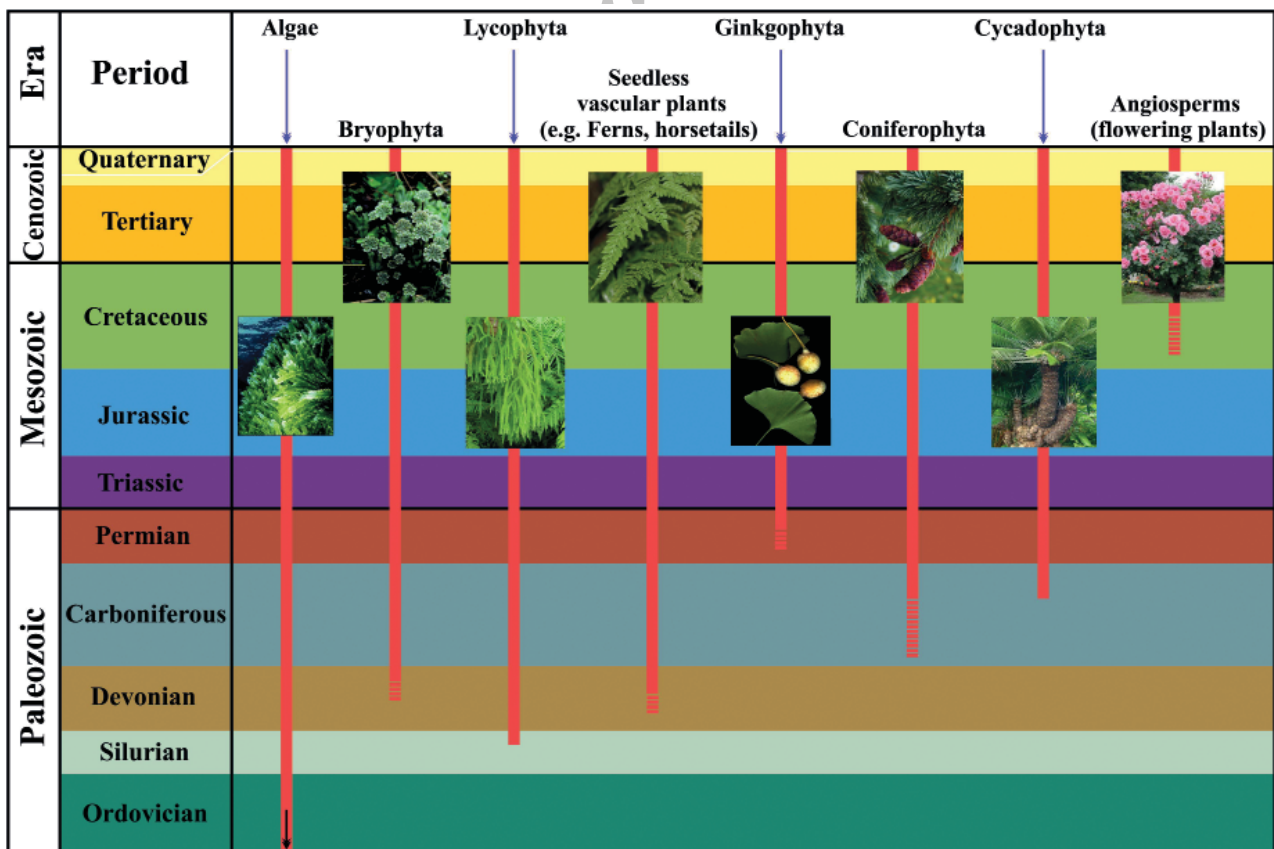 Algae
Lycophyta
Ginkgophyta
Cycadophyta
Era
Period
Seedless
vascular plants
(e.g. Ferns, horsetails)
Angiosperms
(flowering plants)
Bryophyta
Coniferophyta
Cenozoic
Quaternary
Tertiary
Mesozoic
Cretaceous
Jurassic
Triassic
Paleozoic
Permian
Carboniferous
Devonian
Silurian
Ordovician